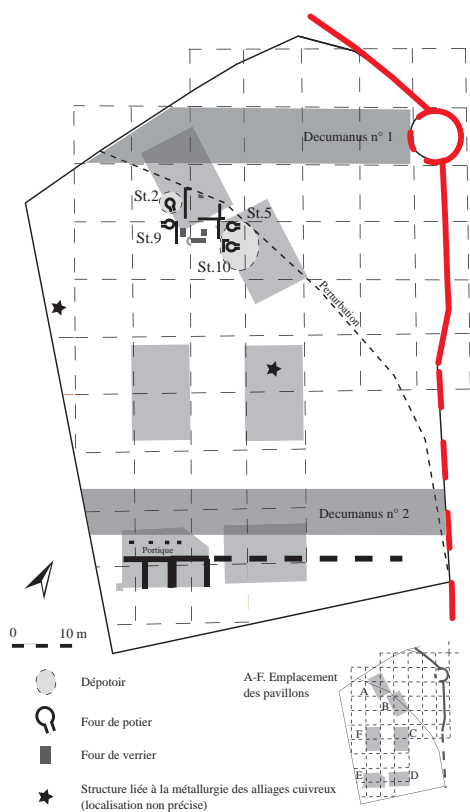 Decumanus n° 1
St.2
St.5
St.9
St.10
Perturbation
Decumanus n° 2
Portique
0 10 m
Dépotoir
Four de potier
Four de verrier
Structure liée à la métallurgie des alliages cuivreux
(localisation non précise)
A-F. Emplacement
des pavillons
A
B
F
C
E
D